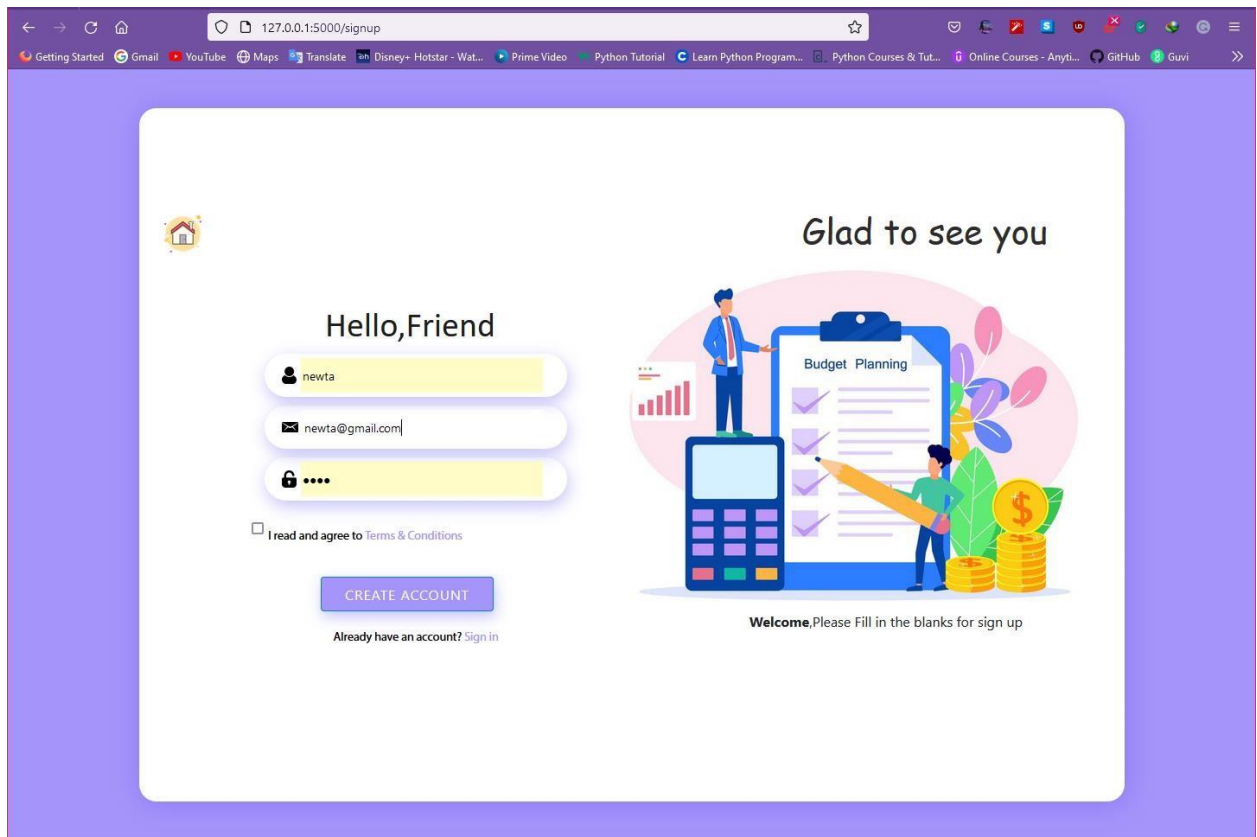 127.0.0.1:5000/signup
Getting Started Gmail YouTube Maps Translate Disney+ Hotstar - Wat... Prime Video Python Tutorial Learn Python Program... Python Courses & Tut... Online Courses - Anyti... GitHub Guvi
Glad to see you
Hello,Friend
newta
newta@gmail.com
••••
I read and agree to Terms & Conditions
CREATE ACCOUNT
Already have an account? Sign in
Budget Planning
Welcome,Please Fill in the blanks for sign up